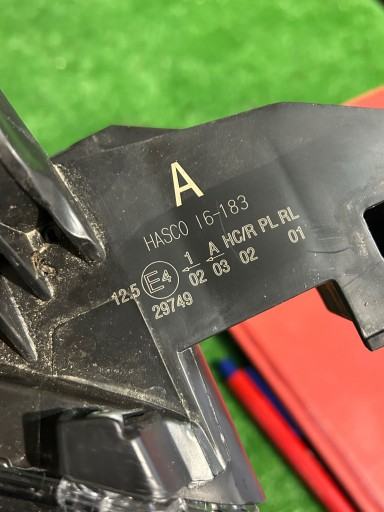 A
HASCO 16-183
1 A HC/R PL RL
12.5 E4 02 03 02 01
29749